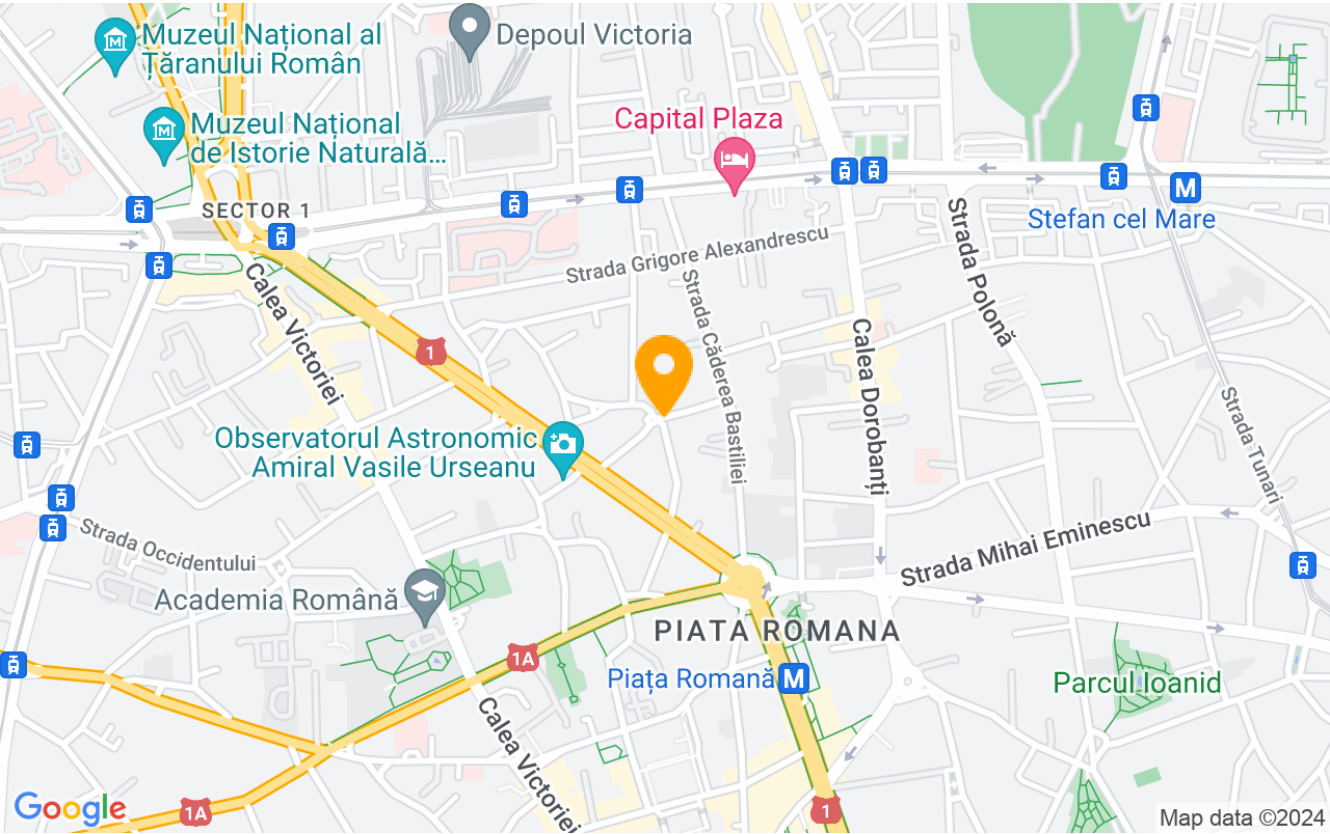 Muzeul Național al
Țăranului Român
Depoul Victoria
Capital Plaza
Muzeul Național
de Istorie Naturală...
M
SECTOR 1
Stefan cel Mare
Strada Grigore Alexandrescu
Strada Polonă
Calea Victoriei
Strada Căderea Bastiliei
1
Calea Dorobanți
Strada Tunari
Observatorul Astronomic
Amiral Vasile Urseanu
Strada Occidentului
Strada Mihai Eminescu
Academia Română
PIATA ROMANA
1A
Piața Romană M
Parcul Ioanid
Calea Victoriei
Google
1A
1
Map data ©2024